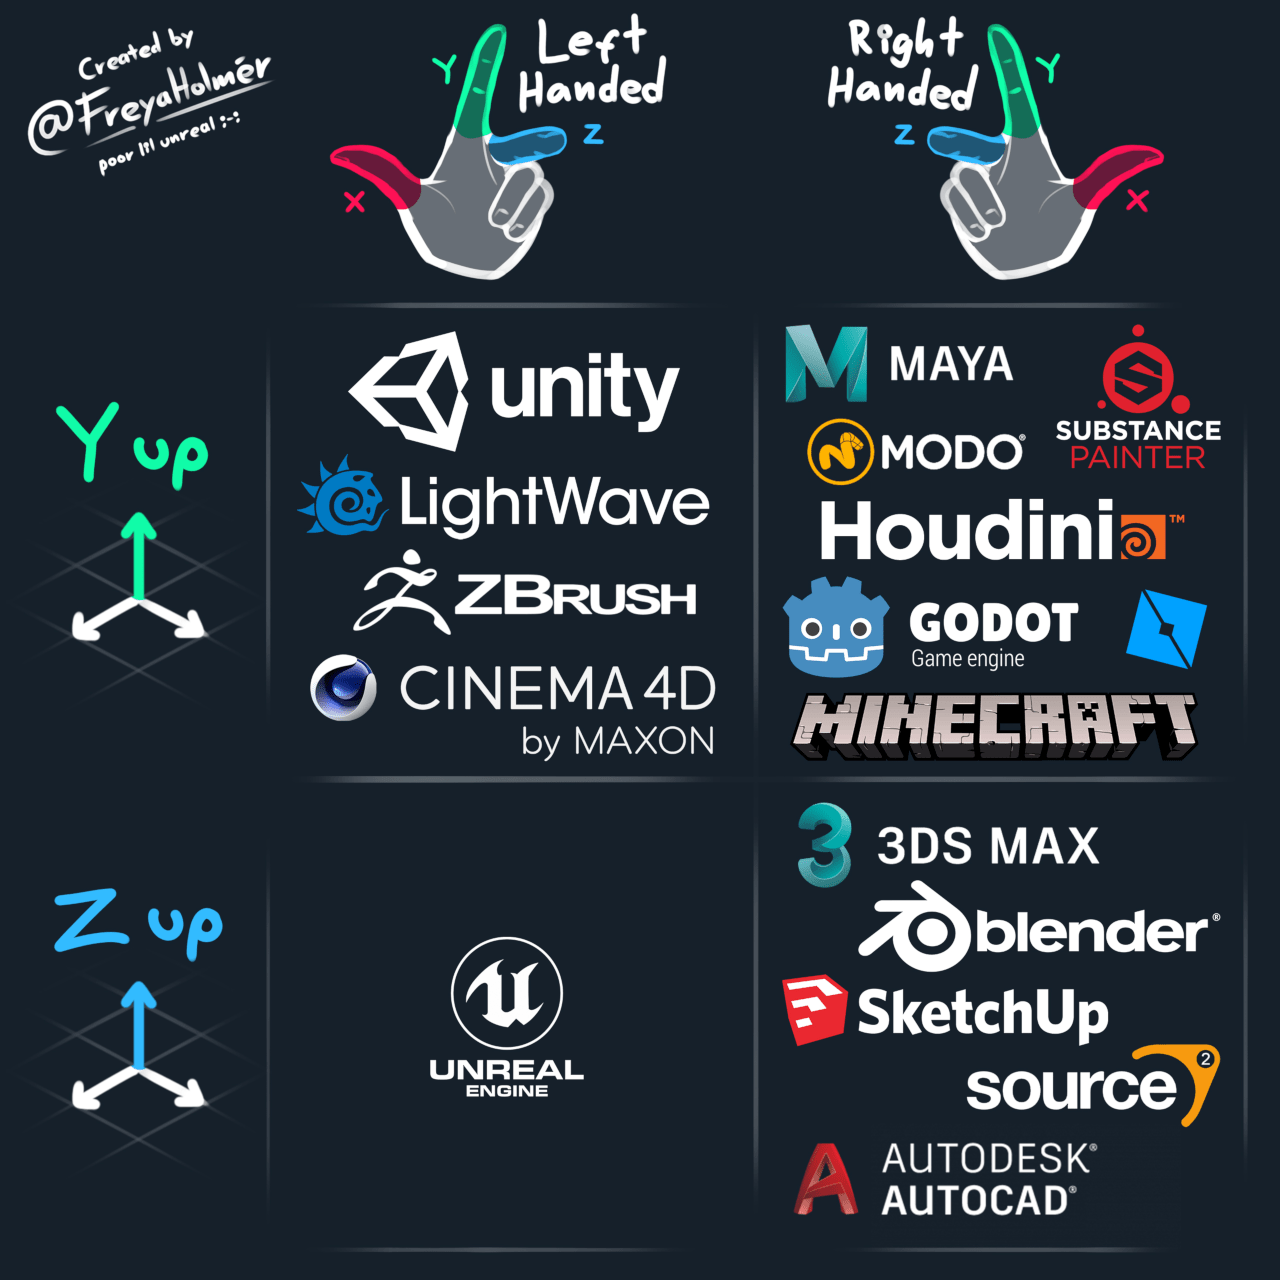 Created by
@FreyaHolmér
poor lil unreal :-;
Left
Handed
Y
Z
X
Right
Handed
Y
Z
X
Y up
unity
LightWave
ZBRUSH
CINEMA 4D
by MAXON
MAYA
SUBSTANCE
PAINTER
MODO®
Houdini™
GODOT
Game engine
MINECRAFT
Z up
UNREAL
ENGINE
3DS MAX
blender®
SketchUp
source 2
AUTODESK®
AUTOCAD®